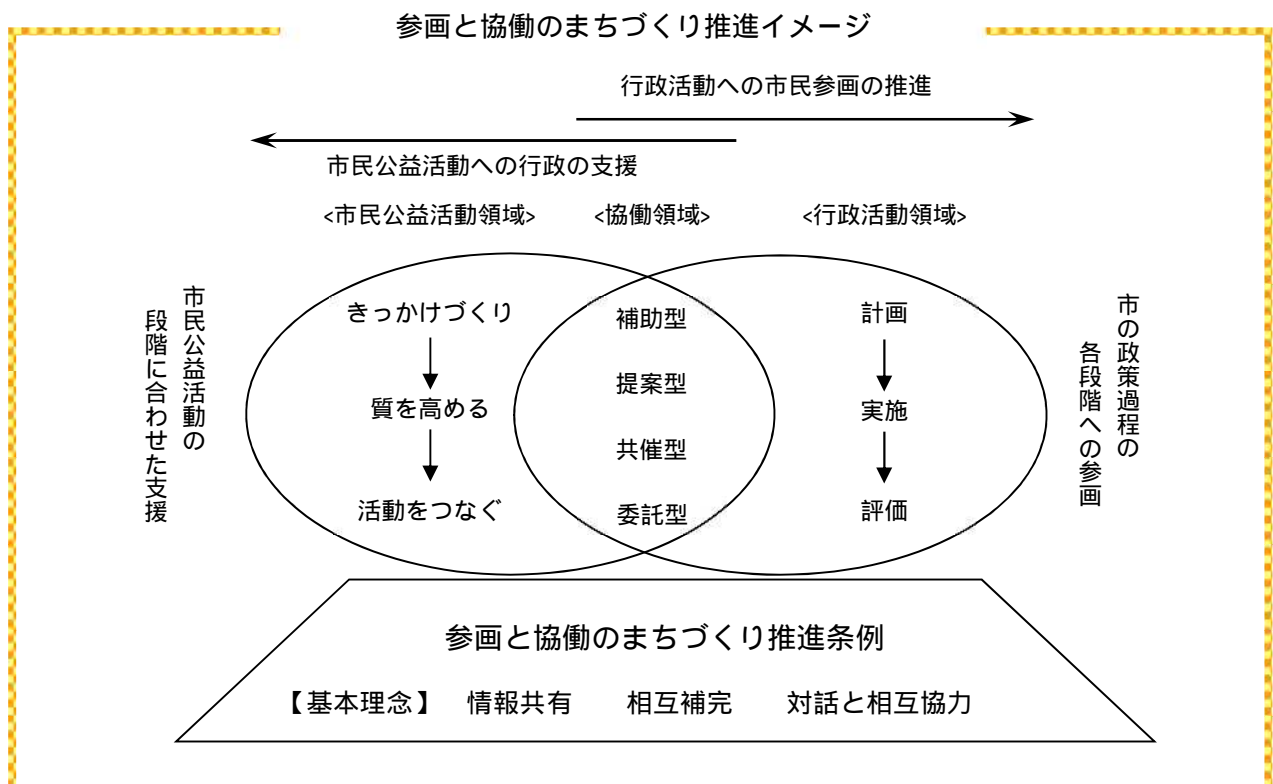 参画と協働のまちづくり推進イメージ
行政活動への市民参画の推進
市民公益活動への行政の支援
<市民公益活動領域>
<協働領域>
<行政活動領域>
市民公益活動の
段階に合わせた支援
きっかけづくり
質を高める
活動をつなぐ
補助型
提案型
共催型
委託型
計画
実施
評価
市の政策過程の
各段階への参画
参画と協働のまちづくり推進条例
【基本理念】 情報共有 相互補完 対話と相互協力